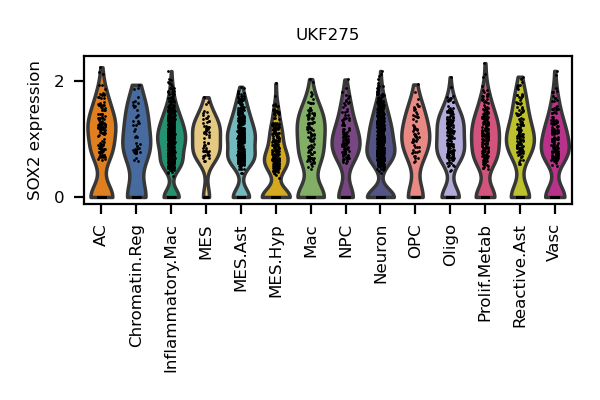 UKF275
SOX2 expression
2
0
AC
Chromatin.Reg
Inflammatory.Mac
MES
MES.Ast
MES.Hyp
Mac
NPC
Neuron
OPC
Oligo
Prolif.Metab
Reactive.Ast
Vasc